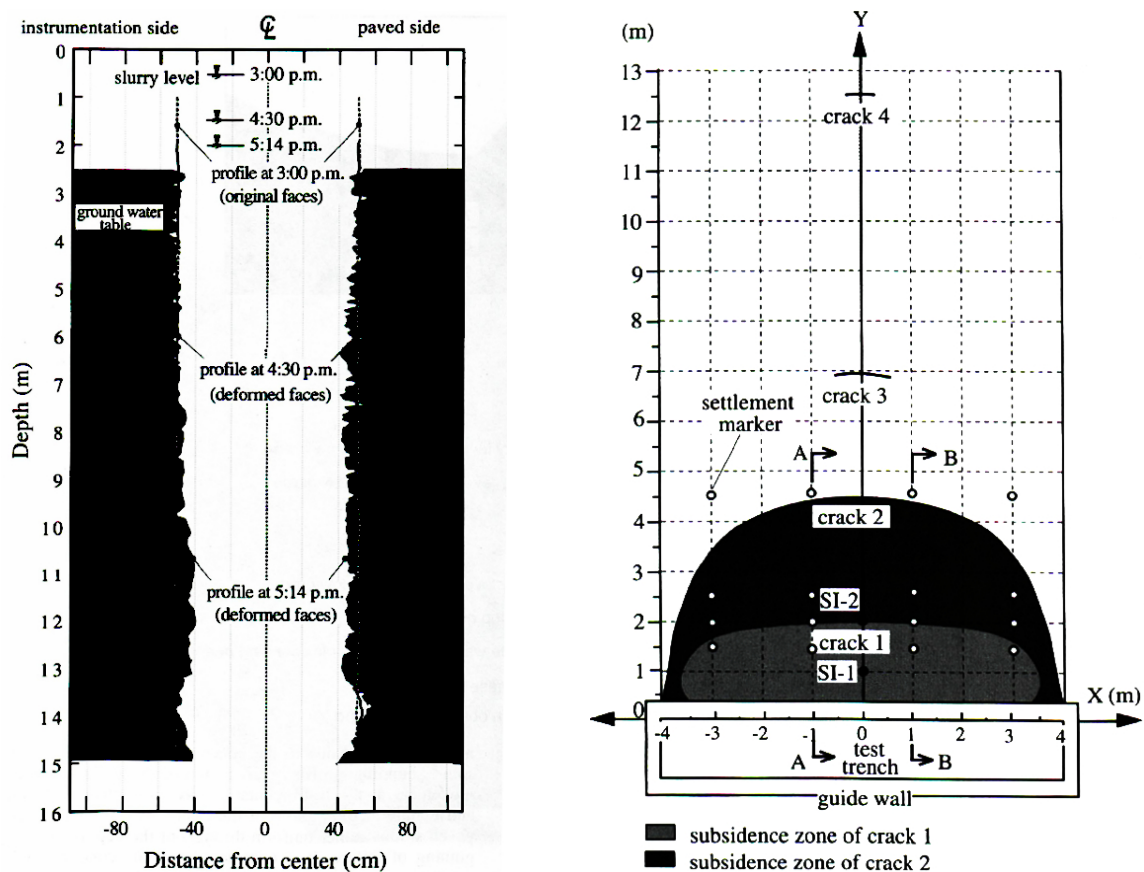 instrumentation side
℄
paved side
0
1
2
3
4
5
6
7
8
9
10
11
12
13
14
15
16
Depth (m)
slurry level
3:00 p.m.
4:30 p.m.
5:14 p.m.
profile at 3:00 p.m.
(original faces)
ground water
table
profile at 4:30 p.m.
(deformed faces)
profile at 5:14 p.m.
(deformed faces)
-80
-40
0
40
80
Distance from center (cm)
(m)
Y
13
12
11
10
9
8
7
6
5
4
3
2
1
0
crack 4
crack 3
settlement
marker
A
B
crack 2
SI-2
crack 1
SI-1
X (m)
-4
-3
-2
-1
0
1
2
3
4
A
test
trench
B
guide wall
subsidence zone of crack 1
subsidence zone of crack 2